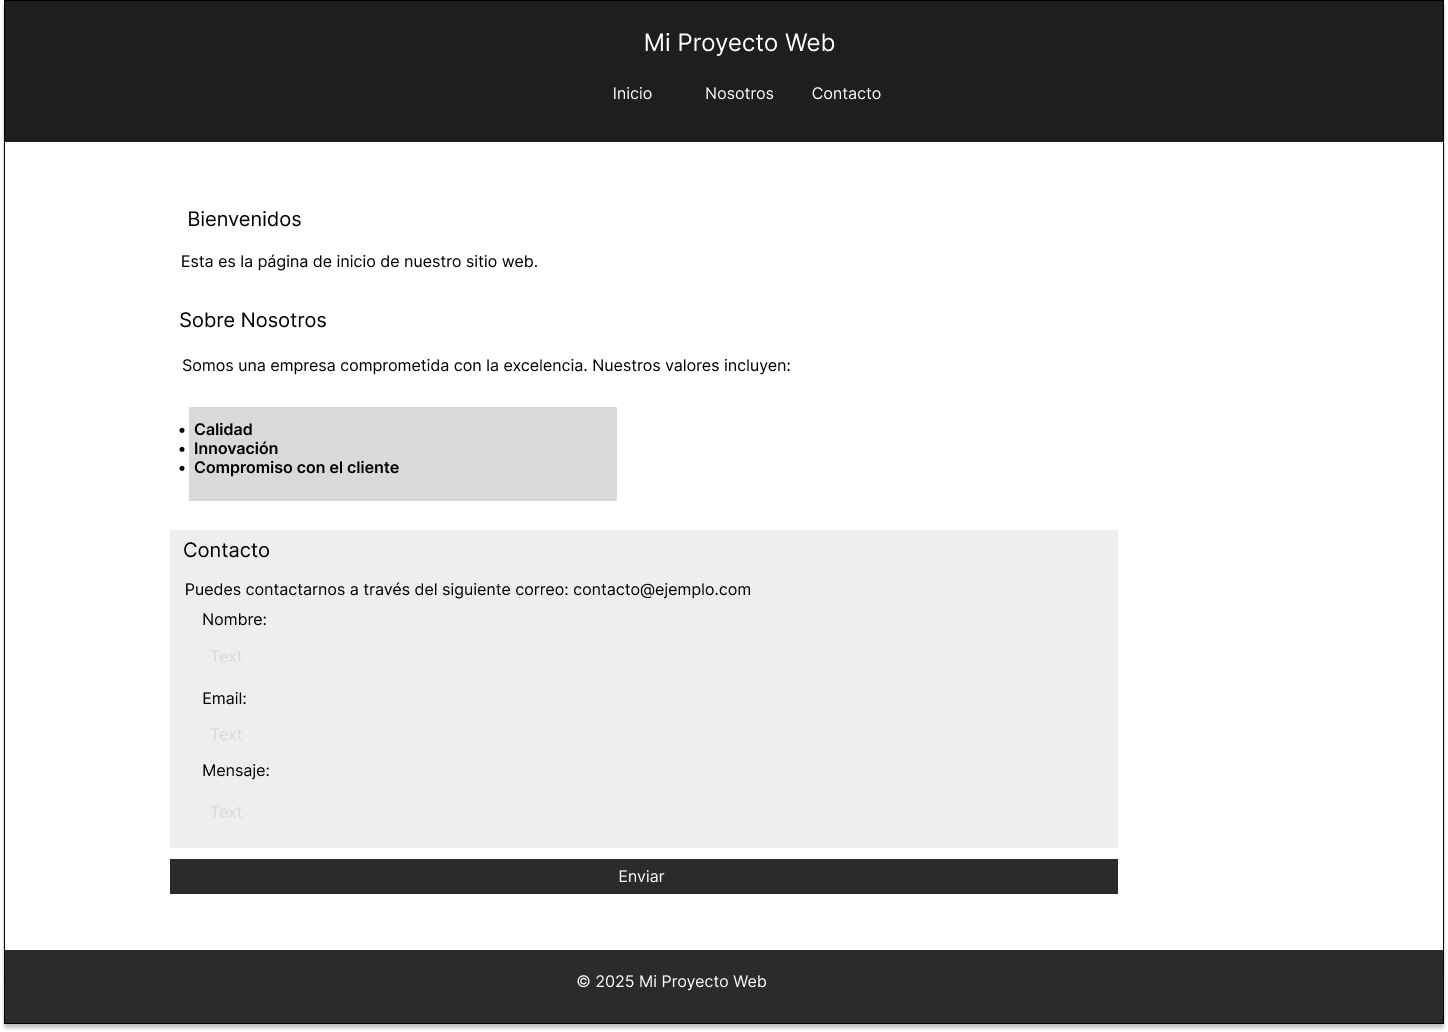 Mi Proyecto Web
Inicio Nosotros Contacto
Bienvenidos
Esta es la página de inicio de nuestro sitio web.
Sobre Nosotros
Somos una empresa comprometida con la excelencia. Nuestros valores incluyen:
• Calidad
• Innovación
• Compromiso con el cliente
Contacto
Puedes contactarnos a través del siguiente correo: contacto@ejemplo.com
Nombre:
Text
Email:
Text
Mensaje:
Text
Enviar
© 2025 Mi Proyecto Web